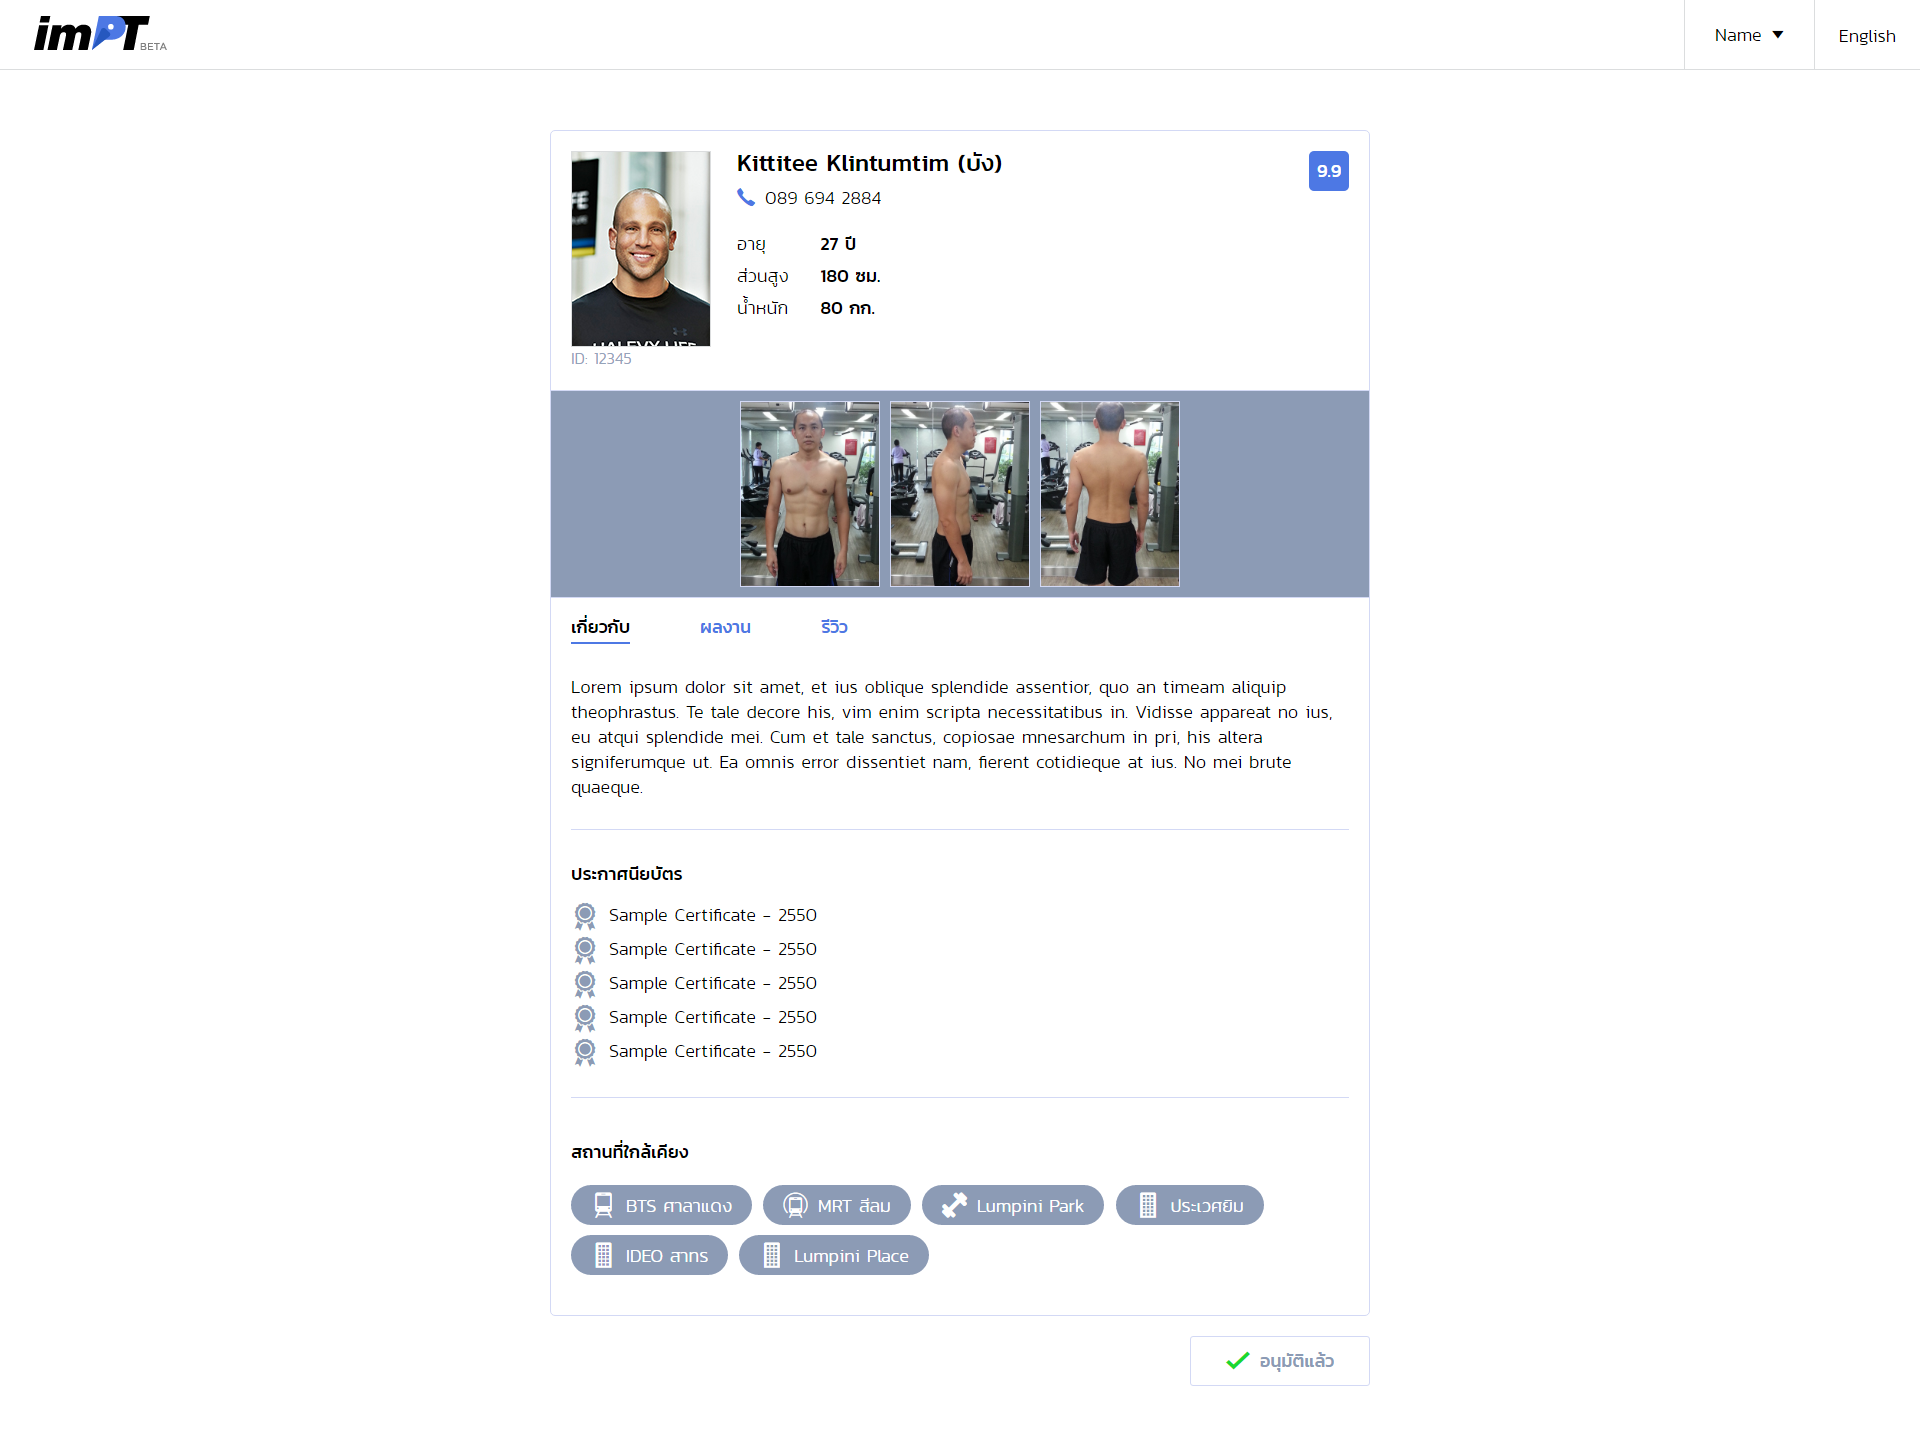 imPT BETA
Name
English
Kittitee Klintumtim (บัง)
9.9
089 694 2884
อายุ 27 ปี
ส่วนสูง 180 ซม.
น้ำหนัก 80 กก.
ID: 12345
เกี่ยวกับ ผลงาน รีวิว
Lorem ipsum dolor sit amet, et ius oblique splendide assentior, quo an timeam aliquip
theophrastus. Te tale decore his, vim enim scripta necessitatibus in. Vidisse appareat no ius,
eu atqui splendide mei. Cum et tale sanctus, copiosae mnesarchum in pri, his altera
signiferumque ut. Ea omnis error dissentiet nam, fierent cotidieque at ius. No mei brute
quaeque.
ประกาศนียบัตร
Sample Certificate - 2550
Sample Certificate - 2550
Sample Certificate - 2550
Sample Certificate - 2550
Sample Certificate - 2550
สถานที่ใกล้เคียง
BTS ศาลาแดง MRT สีลม Lumpini Park ประเวศยิม
IDEO สาทร Lumpini Place
อนุมัติแล้ว